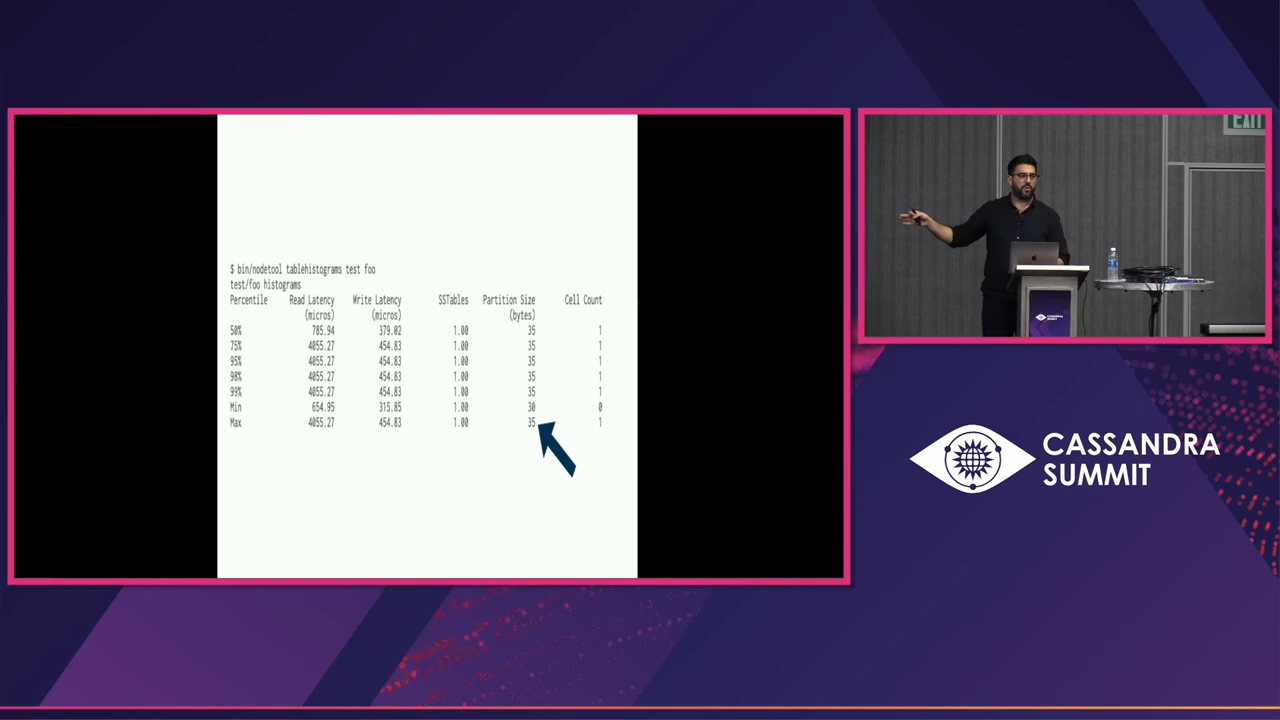 $ bin/nodetool tablehistograms test foo
test/foo histograms
Percentile Read Latency Write Latency SSTables Partition Size Cell Count
(micros) (micros) (bytes)
50% 785.94 379.02 1.00 35 1
75% 4055.27 454.83 1.00 35 1
95% 4055.27 454.83 1.00 35 1
98% 4055.27 454.83 1.00 35 1
99% 4055.27 454.83 1.00 35 1
Min 654.95 315.85 1.00 30 0
Max 4055.27 454.83 1.00 35 1
EXIT
CASSANDRA
SUMMIT
CASSANDRA
SUMMIT